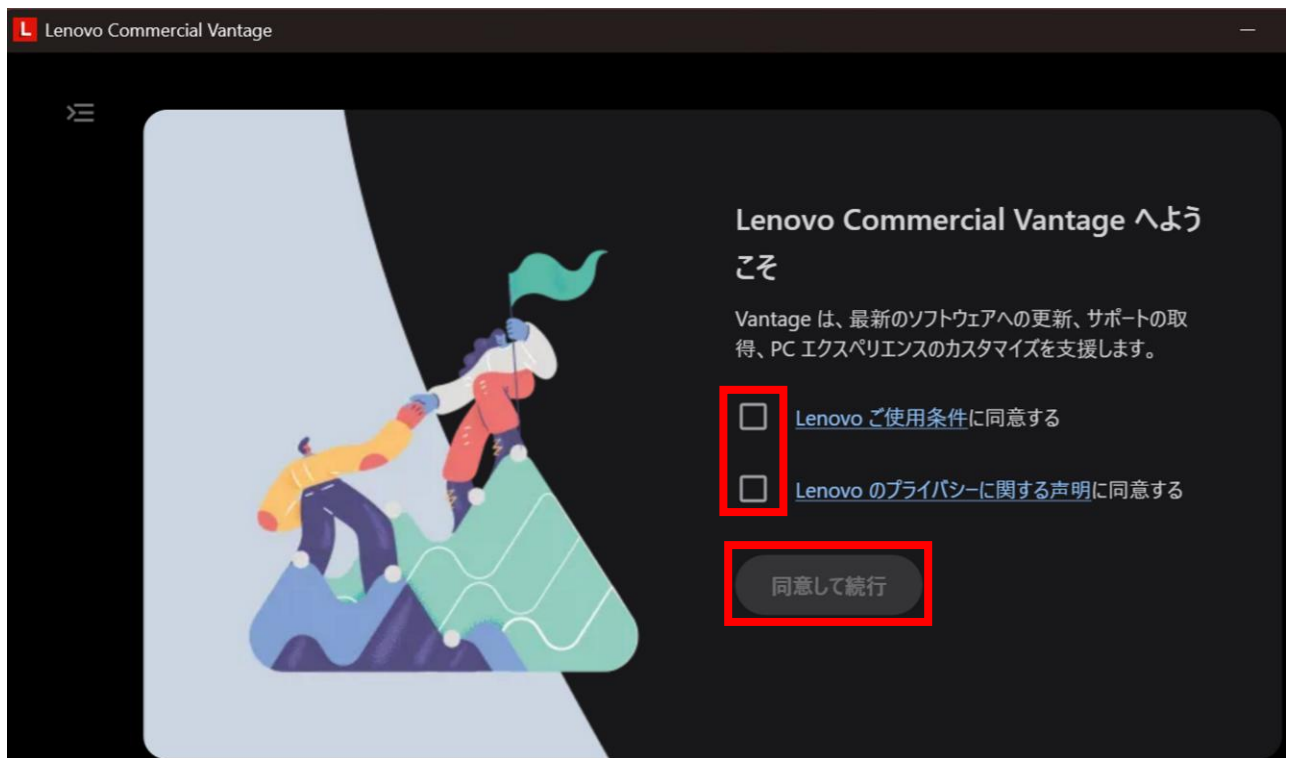 L Lenovo Commercial Vantage
Lenovo Commercial Vantage へよう
こそ
Vantage は、最新のソフトウェアへの更新、サポートの取
得、PC エクスペリエンスのカスタマイズを支援します。
Lenovo ご使用条件に同意する
Lenovo のプライバシーに関する声明に同意する
同意して続行